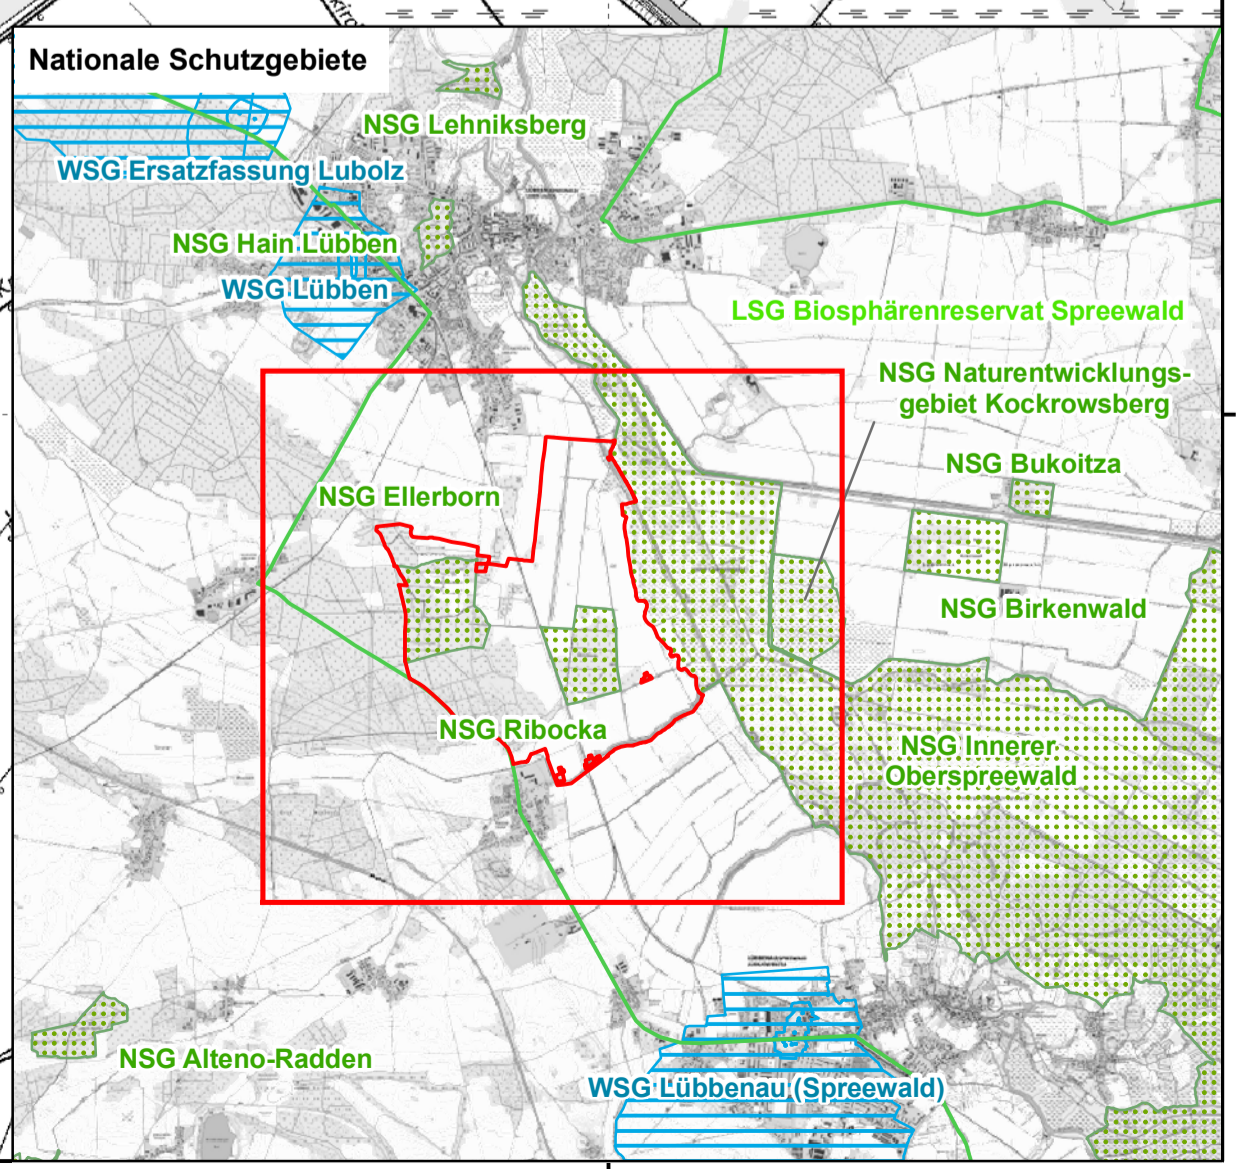 Nationale Schutzgebiete
NSG Lehniksberg
WSG Ersatzfassung Lubolz
NSG Hain Lübben
WSG Lübben
LSG Biosphärenreservat Spreewald
NSG Naturentwicklungs-
gebiet Kockrowsberg
NSG Bukoitza
NSG Ellerborn
NSG Birkenwald
NSG Ribocka
NSG Innerer
Oberspreewald
NSG Alteno-Radden
WSG Lübbenau (Spreewald)